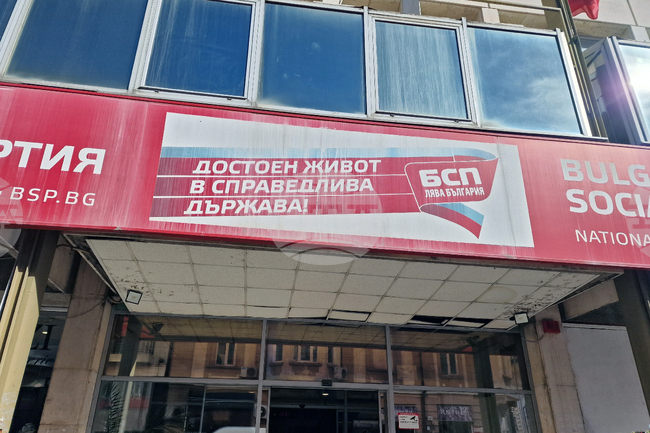 РТИЯ
BSP.BG
ДОСТОЕН ЖИВОТ
В СПРАВЕДЛИВА
ДЪРЖАВА!
БСП
ЛЯВА БЪЛГАРИЯ
BULG
SOCIA
NATIONA